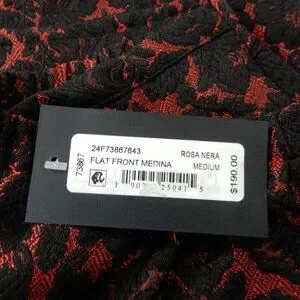 73867
24F73867643
ROSA NERA
FLAT FRONT MEDINA
MEDIUM
$190.00